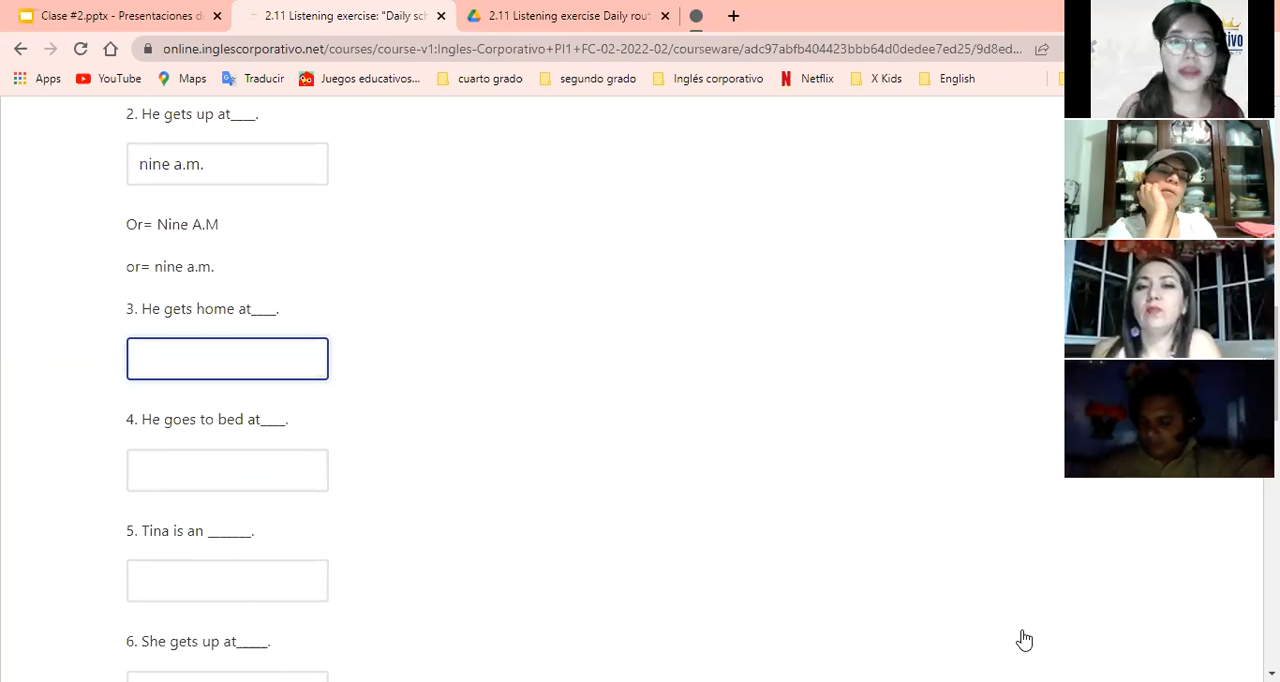 Clase #2.pptx - Presentaciones d
2.11 Listening exercise: "Daily sch
2.11 Listening exercise Daily rout
online.inglescorporativo.net/courses/course-v1:Ingles-Corporativo+PI1+FC-02-2022-02/courseware/adc97abfb404423bbb64d0dedee7ed25/9d8ed...
Apps YouTube Maps Traducir Juegos educativos... cuarto grado segundo grado Inglés corporativo Netflix X Kids English
ivo
2. He gets up at____.
nine a.m.
Or= Nine A.M
or= nine a.m.
3. He gets home at____.
4. He goes to bed at____.
5. Tina is an _______.
6. She gets up at_____.